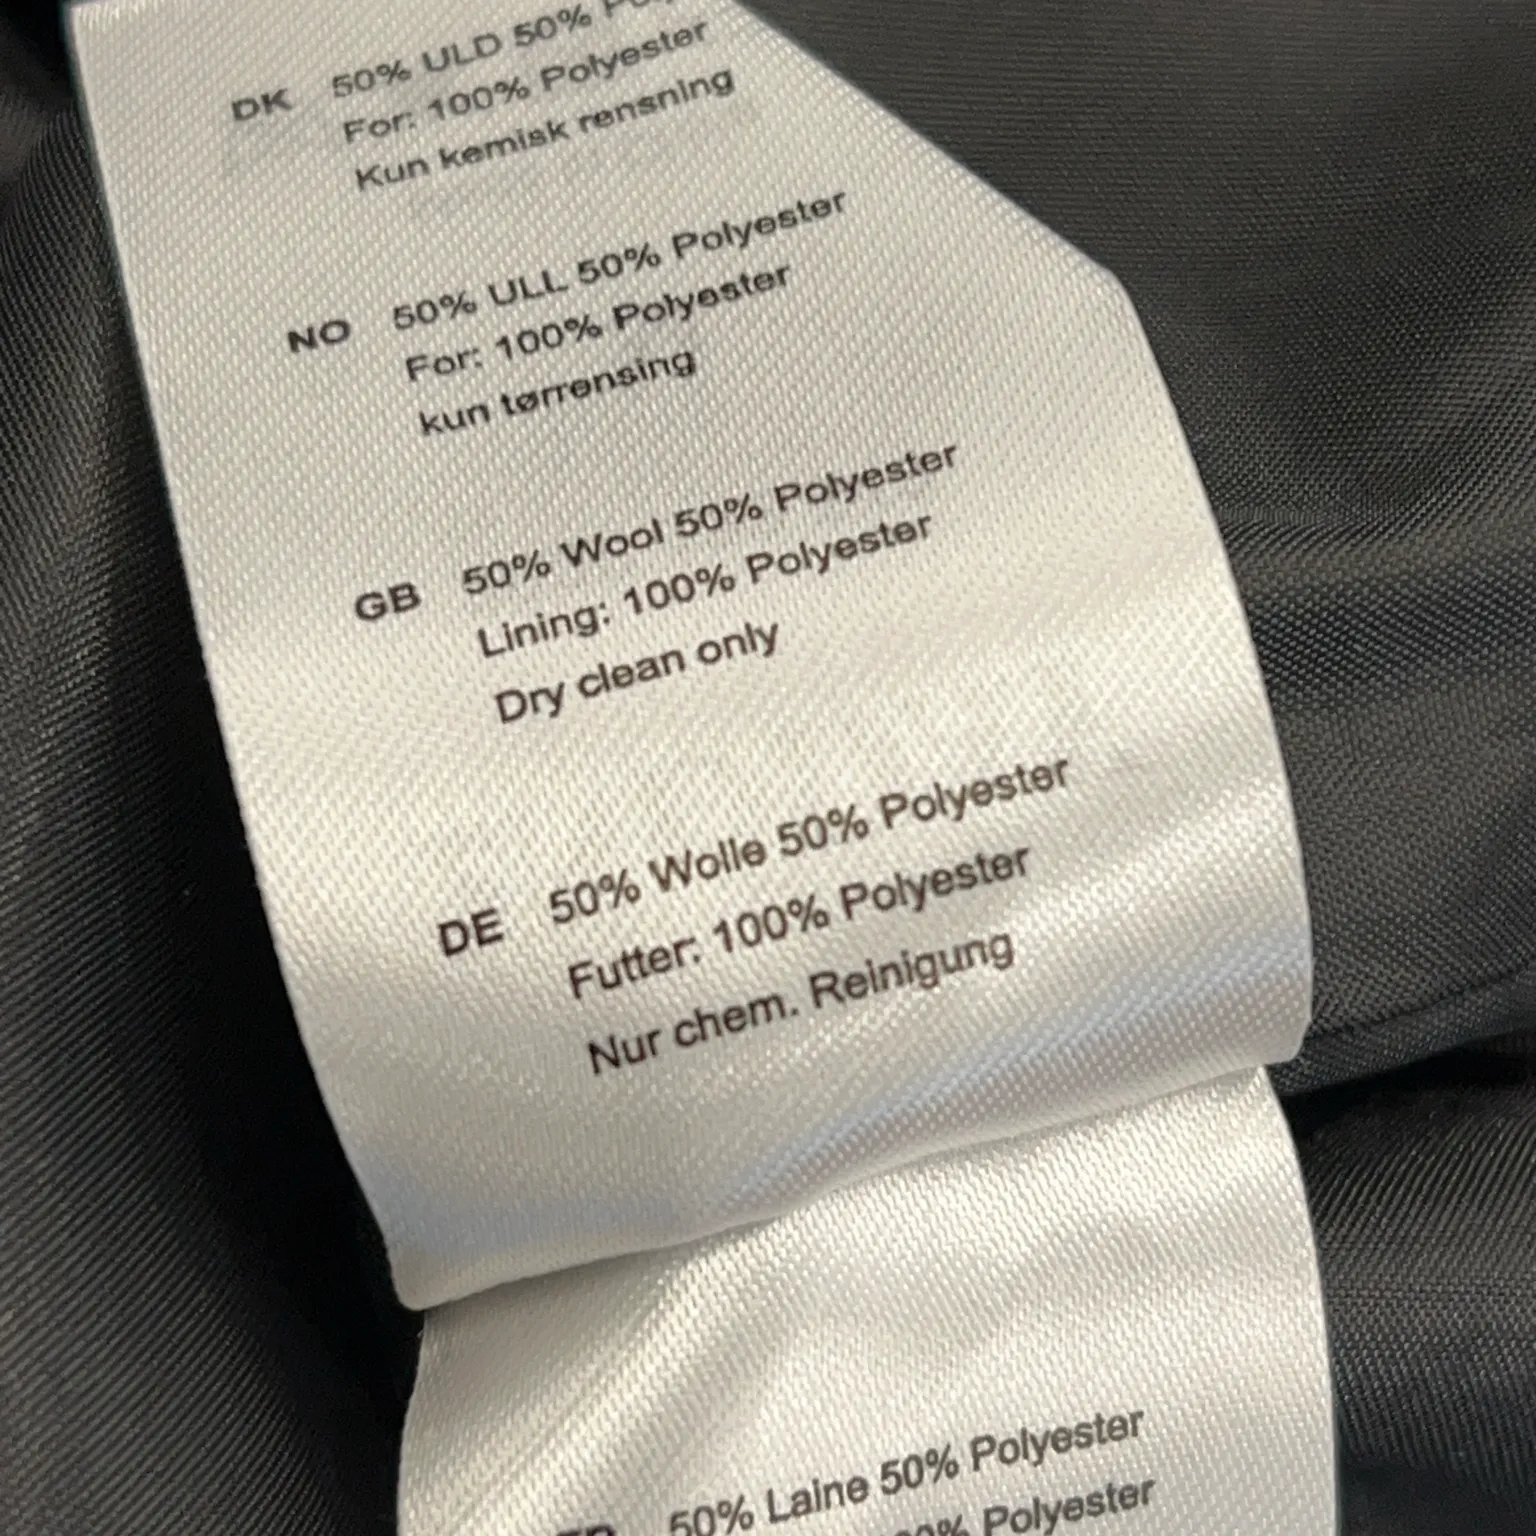 DK 50% ULD 50%
For: 100% Polyester
Kun kemisk rensning
NO 50% ULL 50% Polyester
For: 100% Polyester
kun tørrensing
GB 50% Wool 50% Polyester
Lining: 100% Polyester
Dry clean only
DE 50% Wolle 50% Polyester
Futter: 100% Polyester
Nur chem. Reinigung
50% Laine 50% Polyester
Polyester